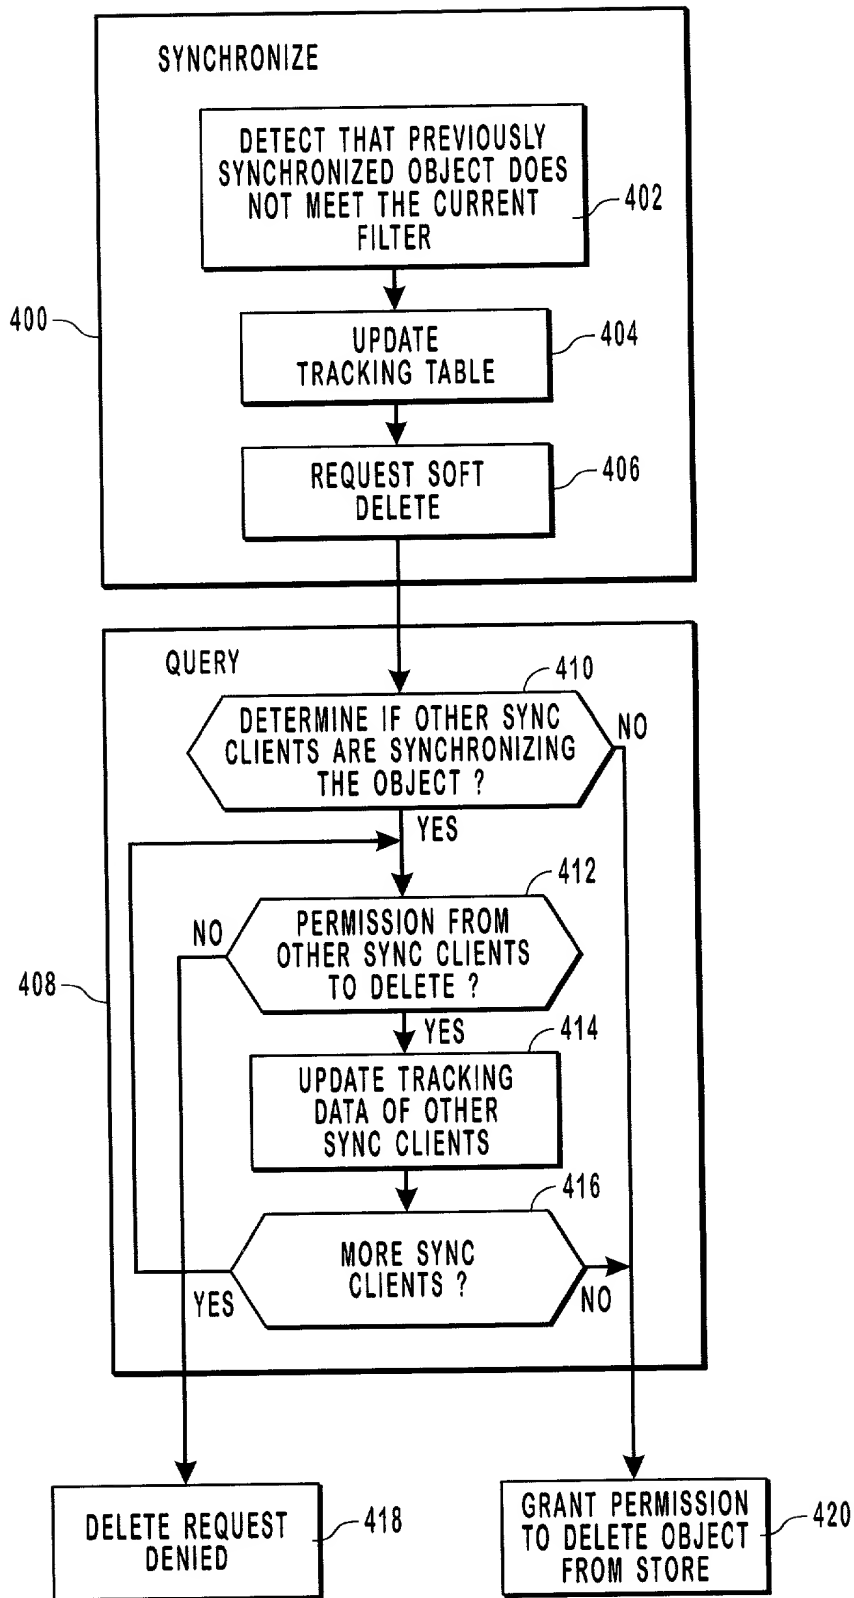 SYNCHRONIZE
DETECT THAT PREVIOUSLY
SYNCHRONIZED OBJECT DOES
NOT MEET THE CURRENT
FILTER
402
400
UPDATE
TRACKING TABLE
404
REQUEST SOFT
DELETE
406
QUERY
410
DETERMINE IF OTHER SYNC
CLIENTS ARE SYNCHRONIZING
THE OBJECT ?
NO
YES
412
NO
PERMISSION FROM
OTHER SYNC CLIENTS
TO DELETE ?
408
YES
414
UPDATE TRACKING
DATA OF OTHER
SYNC CLIENTS
416
MORE SYNC
CLIENTS ?
YES
NO
DELETE REQUEST
DENIED
418
GRANT PERMISSION
TO DELETE OBJECT
FROM STORE
420